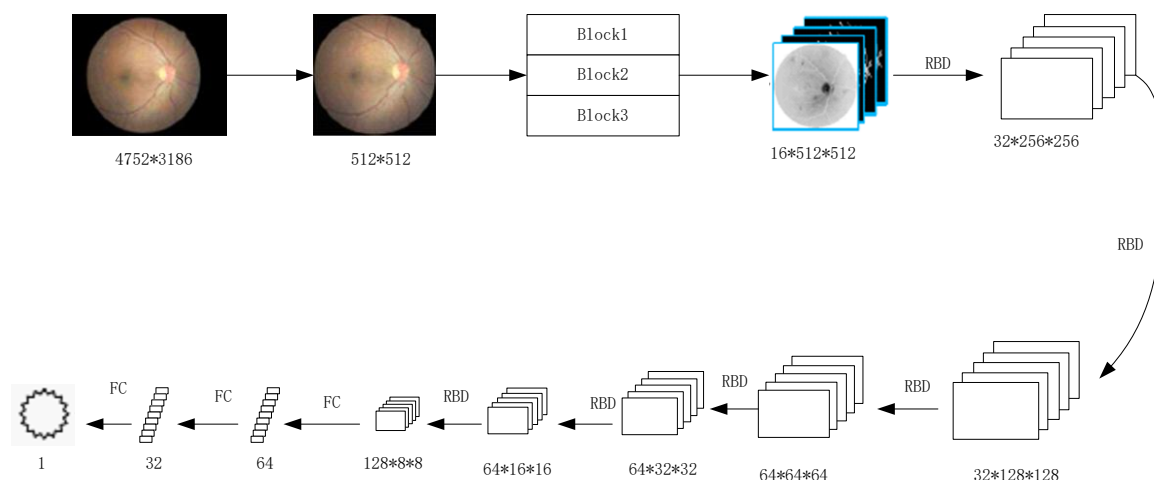 Block1
Block2
Block3
RBD
4752*3186
512*512
16*512*512
32*256*256
RBD
FC
FC
FC
RBD
RBD
RBD
RBD
1
32
64
128*8*8
64*16*16
64*32*32
64*64*64
32*128*128